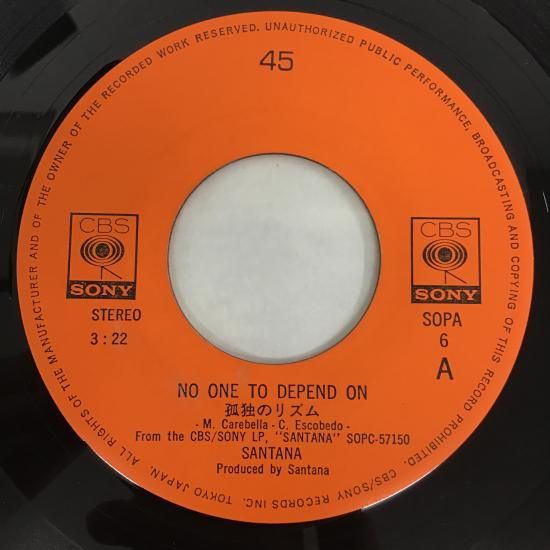 ALL RIGHTS OF THE MANUFACTURER AND OF THE OWNER OF THE RECORDED WORK RESERVED. UNAUTHORIZED PUBLIC PERFORMANCE, BROADCASTING AND COPYING OF THIS RECORD PROHIBITED. CBS/SONY RECORDS INC. TOKYO JAPAN.
45
CBS
SONY
CBS
SONY
STEREO
3:22
SOPA
6
A
NO ONE TO DEPEND ON
孤独のリズム
- M. Carebella - C. Escobedo -
From the CBS/SONY LP, "SANTANA" SOPC-57150
SANTANA
Produced by Santana